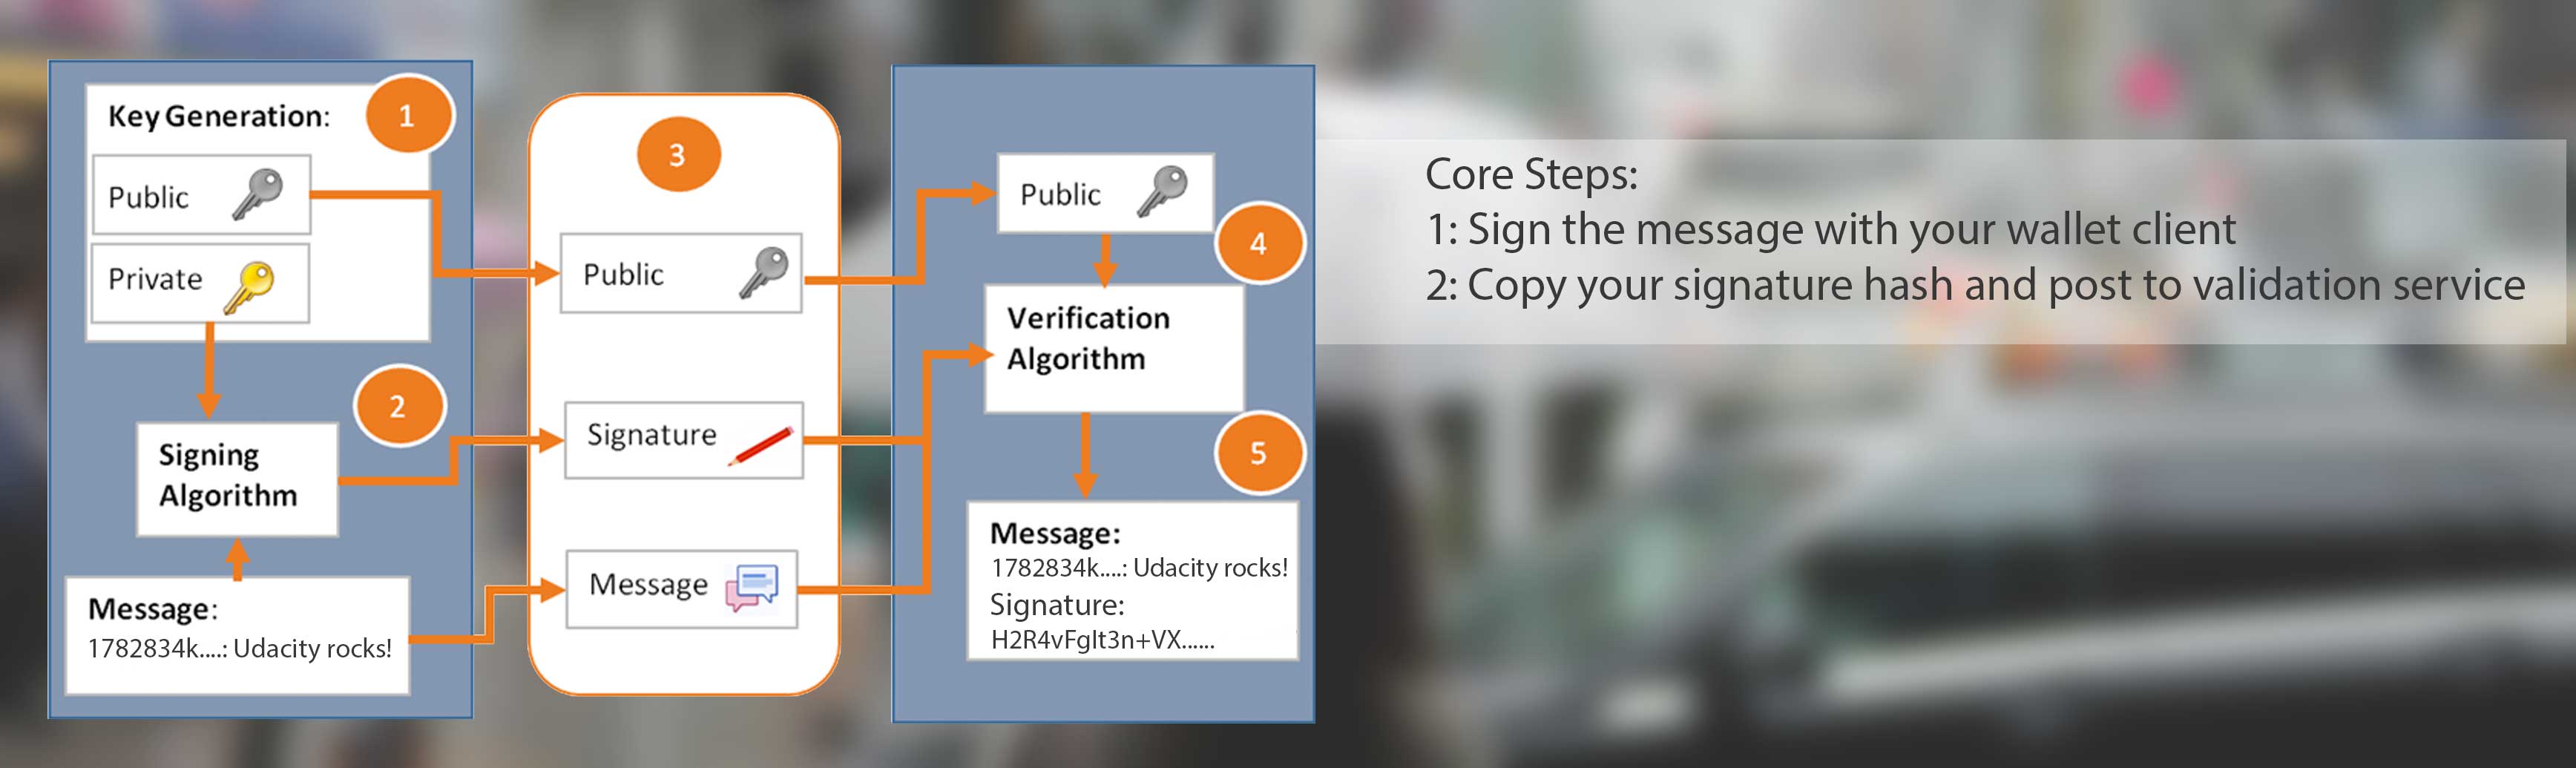 Key Generation:
1
Public
Private
2
Signing
Algorithm
Message:
1782834k....: Udacity rocks!
3
Public
Signature
Message
Public
4
Verification
Algorithm
5
Message:
1782834k....: Udacity rocks!
Signature:
H2R4vFgIt3n+VX......
Core Steps:
1: Sign the message with your wallet client
2: Copy your signature hash and post to validation service